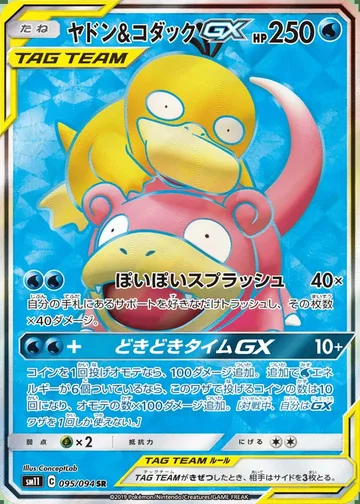 たね ヤドン&コダックGX HP250
TAG TEAM
ぽいぽいスプラッシュ 40×
自分の手札にあるサポートを好きなだけトラッシュし、その枚数
×40ダメージ。
+ どきどきタイムGX 10+
コインを1回投げオモテなら、100ダメージ追加。追加でエネ
ルギーが6個ついているなら、このワザで投げるコインの数は10
回になり、オモテの数×100ダメージ追加。[対戦中、GXワザは
1回しか使えない。]
弱点 ×2 抵抗力 にげる
Illus. ConceptLab
TAG TEAM ルール
sm11 C 095/094 SR
TAG TEAMがきぜつしたとき、相手はサイドを3枚とる。
©2019 Pokémon/Nintendo/Creatures/GAME FREAK.